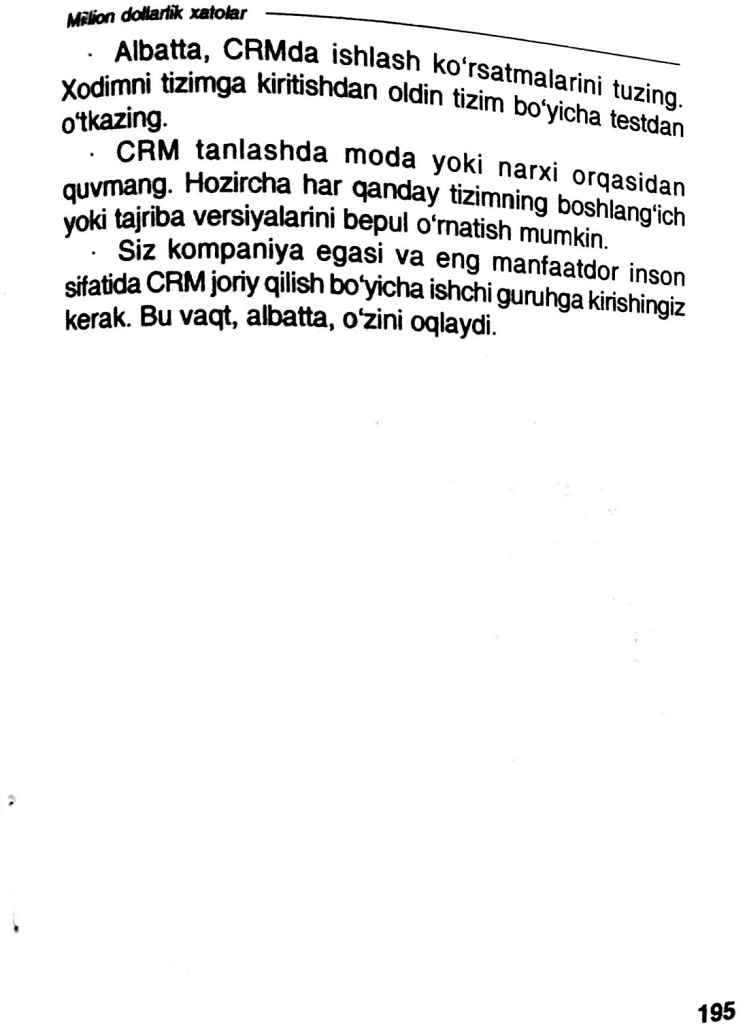 Million dollarlik xatolar
· Albatta, CRMda ishlash ko‘rsatmalarini tuzing.
Xodimni tizimga kiritishdan oldin tizim bo‘yicha testdan
o‘tkazing.
· CRM tanlashda moda yoki narxi orqasidan
quvmang. Hozircha har qanday tizimning boshlang‘ich
yoki tajriba versiyalarini bepul o‘rnatish mumkin.
· Siz kompaniya egasi va eng manfaatdor inson
sifatida CRM joriy qilish bo‘yicha ishchi guruhga kirishingiz
kerak. Bu vaqt, albatta, o‘zini oqlaydi.
195